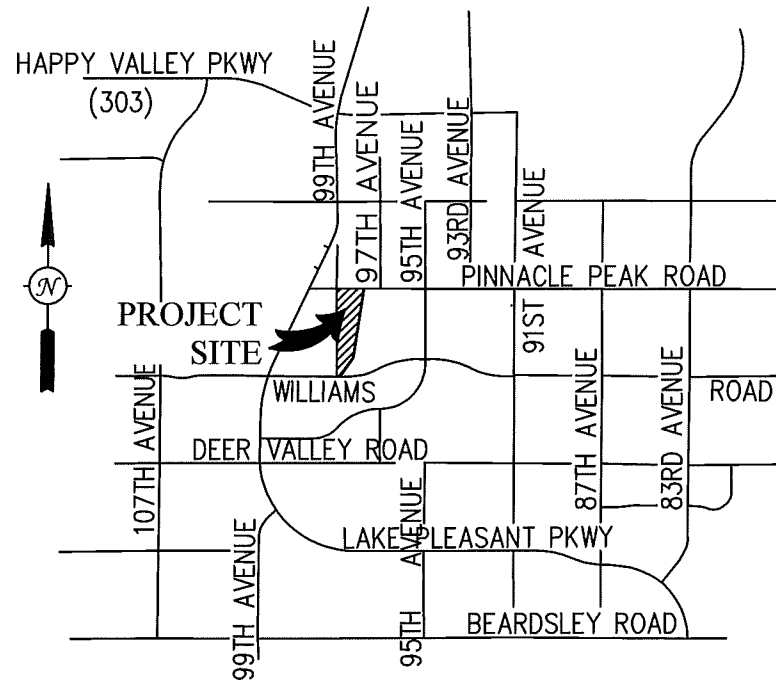 HAPPY VALLEY PKWY
(303)
99TH AVENUE
97TH AVENUE
95TH AVENUE
93RD AVENUE
91ST AVENUE
PINNACLE PEAK ROAD
N
PROJECT
SITE
WILLIAMS ROAD
107TH AVENUE
DEER VALLEY ROAD
87TH AVENUE
83RD AVENUE
99TH AVENUE
95TH AVENUE
LAKE PLEASANT PKWY
BEARDSLEY ROAD